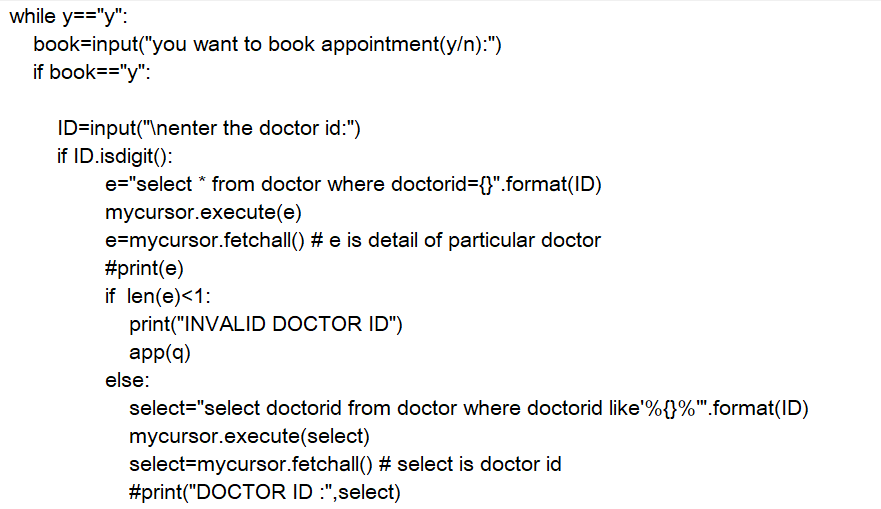 while y=="y":
book=input("you want to book appointment(y/n):")
if book=="y":
ID=input("\nenter the doctor id:")
if ID.isdigit():
e="select * from doctor where doctorid={}".format(ID)
mycursor.execute(e)
e=mycursor.fetchall() # e is detail of particular doctor
#print(e)
if  len(e)<1:
print("INVALID DOCTOR ID")
app(q)
else:
select="select doctorid from doctor where doctorid like'%{}%'".format(ID)
mycursor.execute(select)
select=mycursor.fetchall() # select is doctor id
#print("DOCTOR ID :",select)